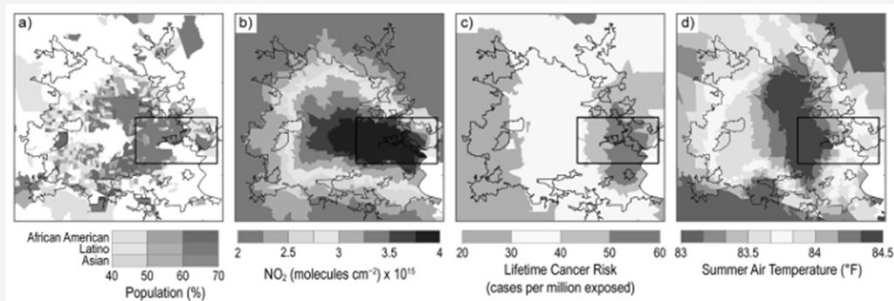 a)
b)
c)
d)
African American
Latino
Asian
40 50 60 70
Population (%)
2 2.5 3 3.5 4
NO₂ (molecules cm⁻²) x 10¹⁵
20 30 40 50 60
Lifetime Cancer Risk
(cases per million exposed)
83 83.5 84 84.5
Summer Air Temperature (°F)